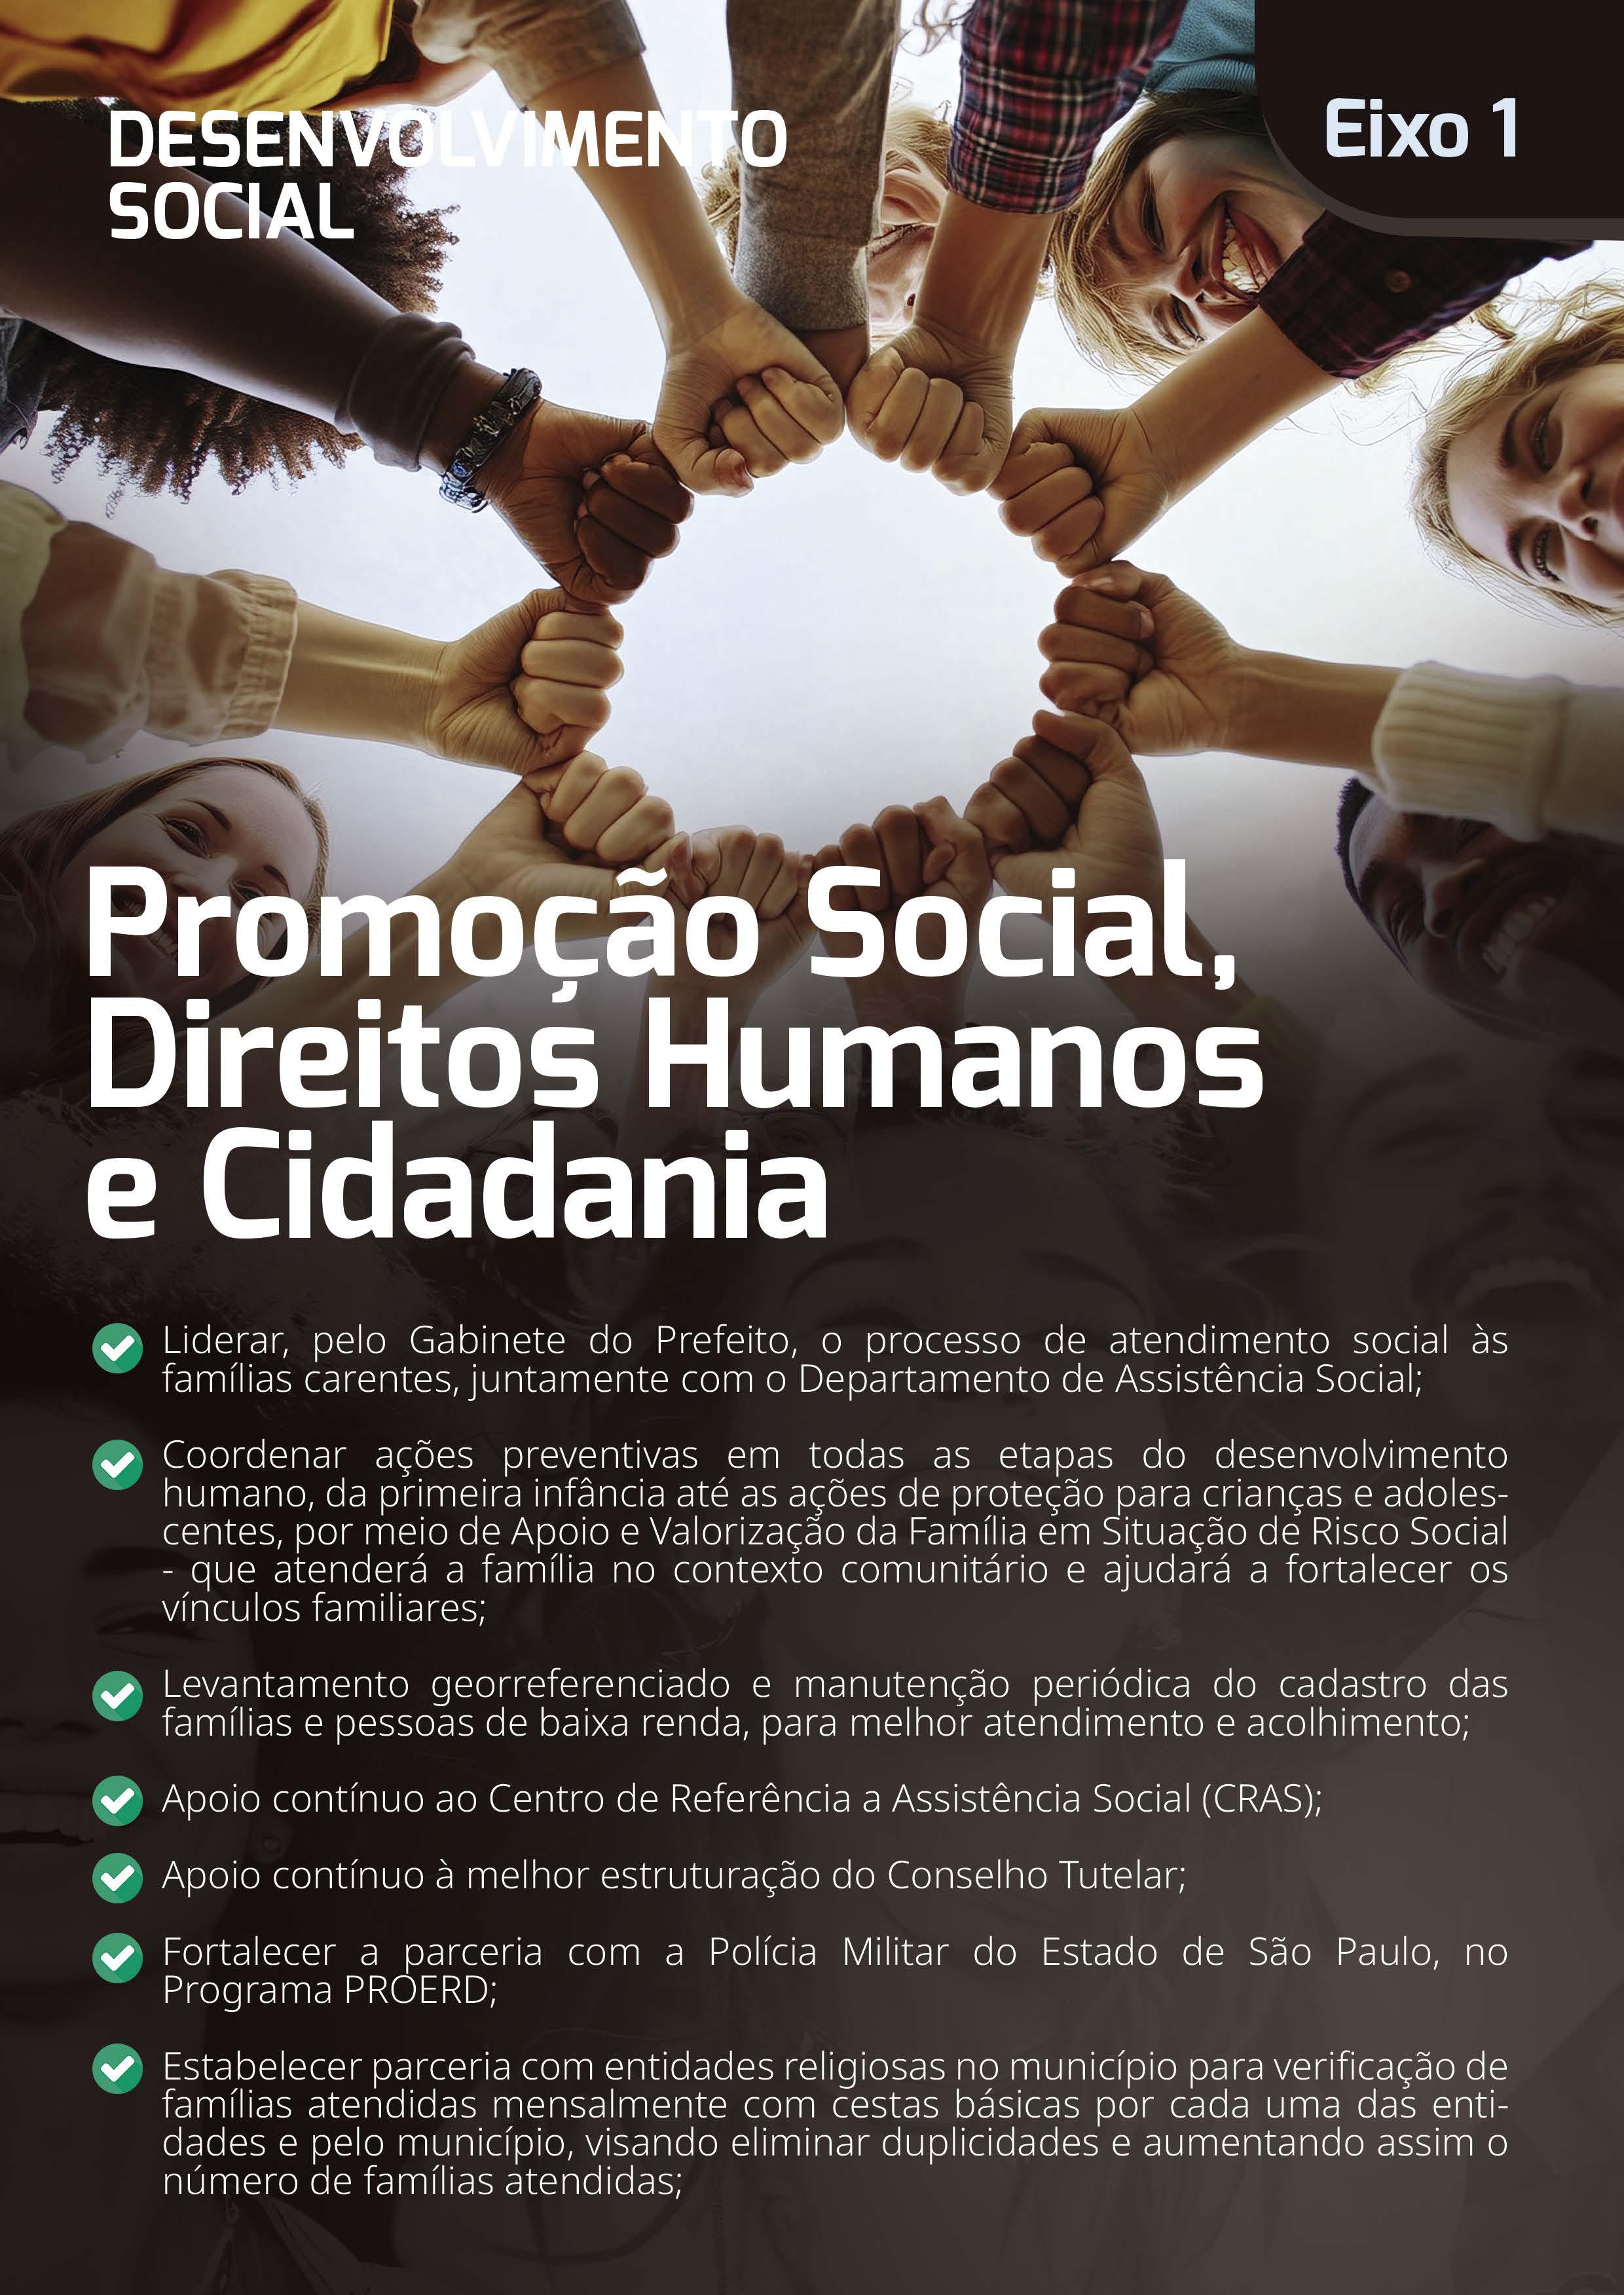 DESENVOLVIMENTO
SOCIAL
Eixo 1
Promoção Social,
Direitos Humanos
e Cidadania
Liderar, pelo Gabinete do Prefeito, o processo de atendimento social às
famílias carentes, juntamente com o Departamento de Assistência Social;
Coordenar ações preventivas em todas as etapas do desenvolvimento
humano, da primeira infância até as ações de proteção para crianças e adoles-
centes, por meio de Apoio e Valorização da Família em Situação de Risco Social
- que atenderá a família no contexto comunitário e ajudará a fortalecer os
vínculos familiares;
Levantamento georreferenciado e manutenção periódica do cadastro das
famílias e pessoas de baixa renda, para melhor atendimento e acolhimento;
Apoio contínuo ao Centro de Referência a Assistência Social (CRAS);
Apoio contínuo à melhor estruturação do Conselho Tutelar;
Fortalecer a parceria com a Polícia Militar do Estado de São Paulo, no
Programa PROERD;
Estabelecer parceria com entidades religiosas no município para verificação de
famílias atendidas mensalmente com cestas básicas por cada uma das enti-
dades e pelo município, visando eliminar duplicidades e aumentando assim o
número de famílias atendidas;